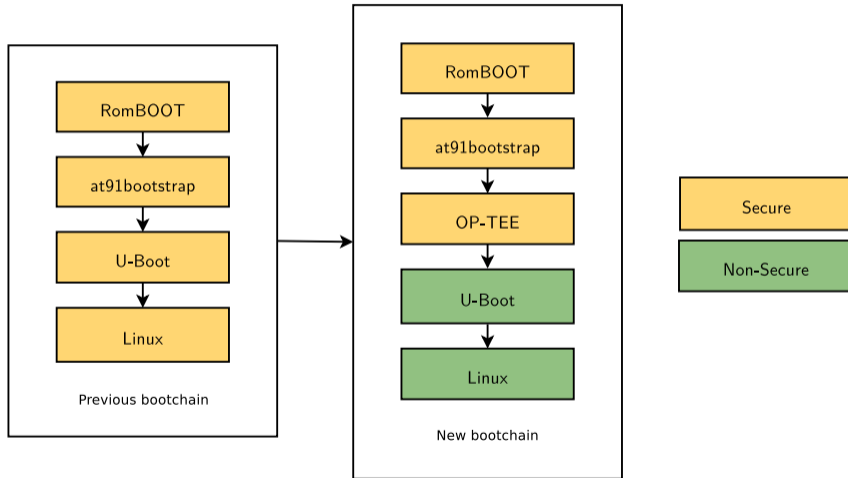 RomBOOT
at91bootstrap
U-Boot
Linux
Previous bootchain
RomBOOT
at91bootstrap
OP-TEE
U-Boot
Linux
New bootchain
Secure
Non-Secure